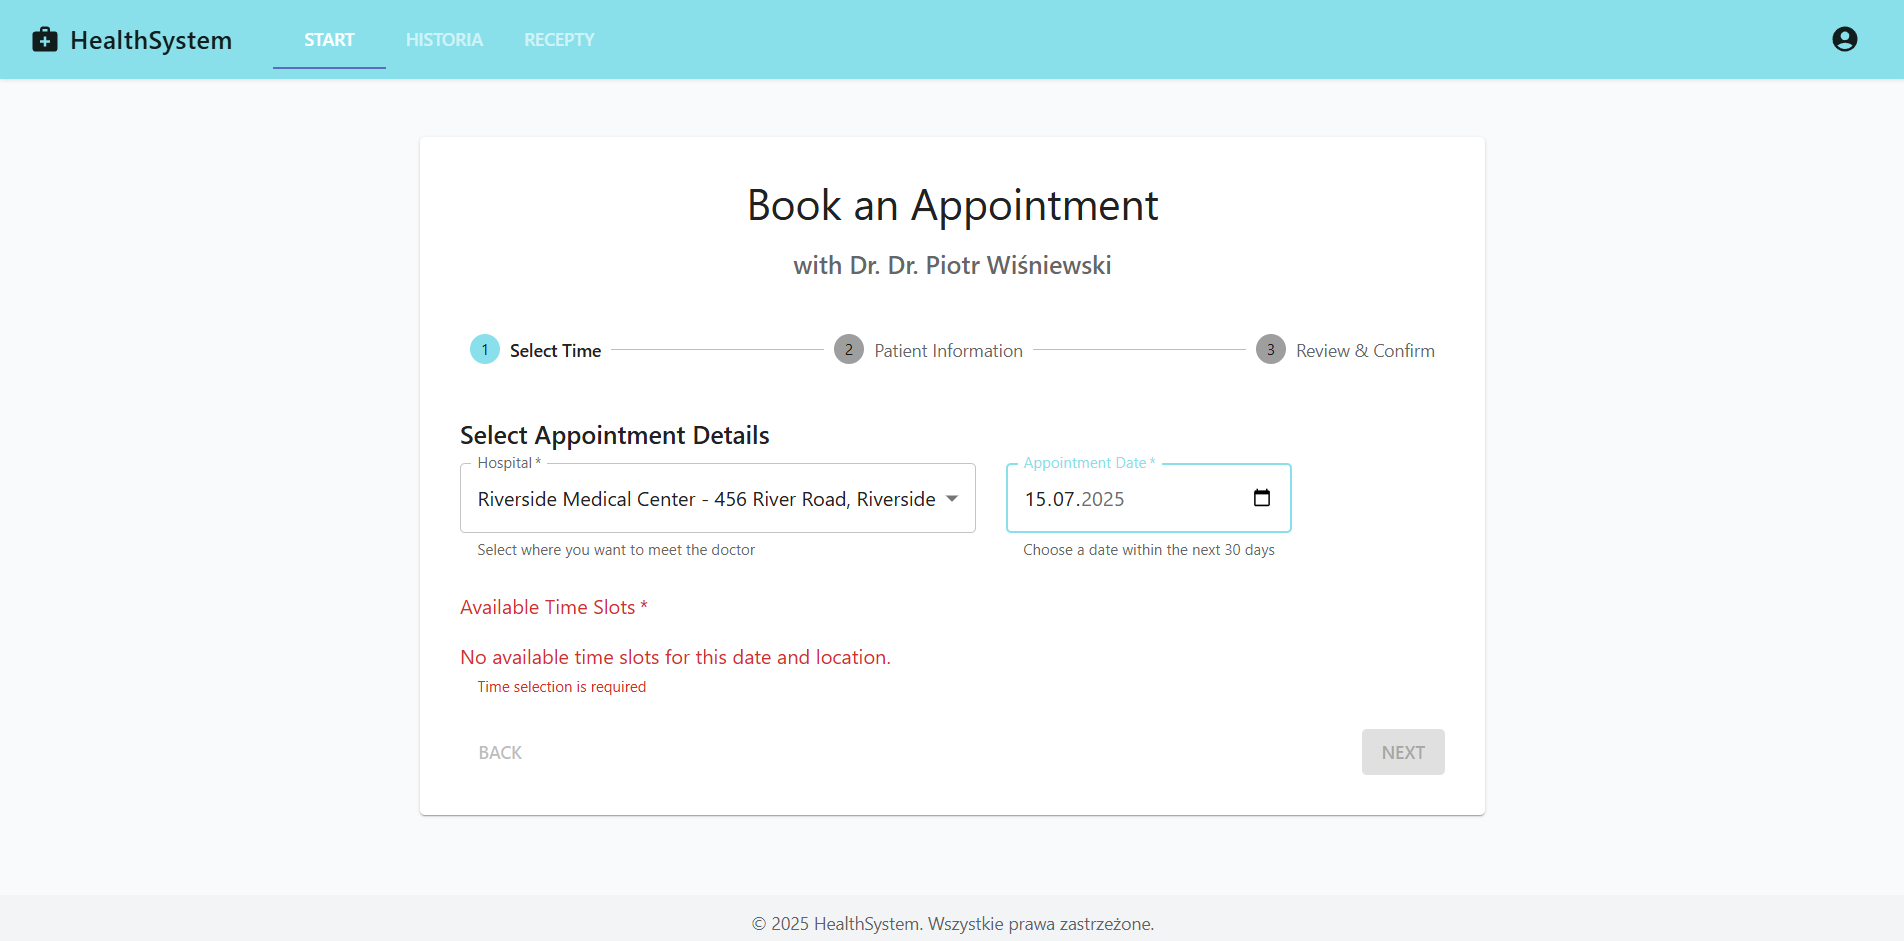 HealthSystem START HISTORIA RECEPTY
Book an Appointment
with Dr. Dr. Piotr Wiśniewski
1 Select Time 2 Patient Information 3 Review & Confirm
Select Appointment Details
Hospital * Appointment Date *
Riverside Medical Center - 456 River Road, Riverside 15.07.2025
Select where you want to meet the doctor Choose a date within the next 30 days
Available Time Slots *
No available time slots for this date and location.
Time selection is required
BACK NEXT
© 2025 HealthSystem. Wszystkie prawa zastrzeżone.